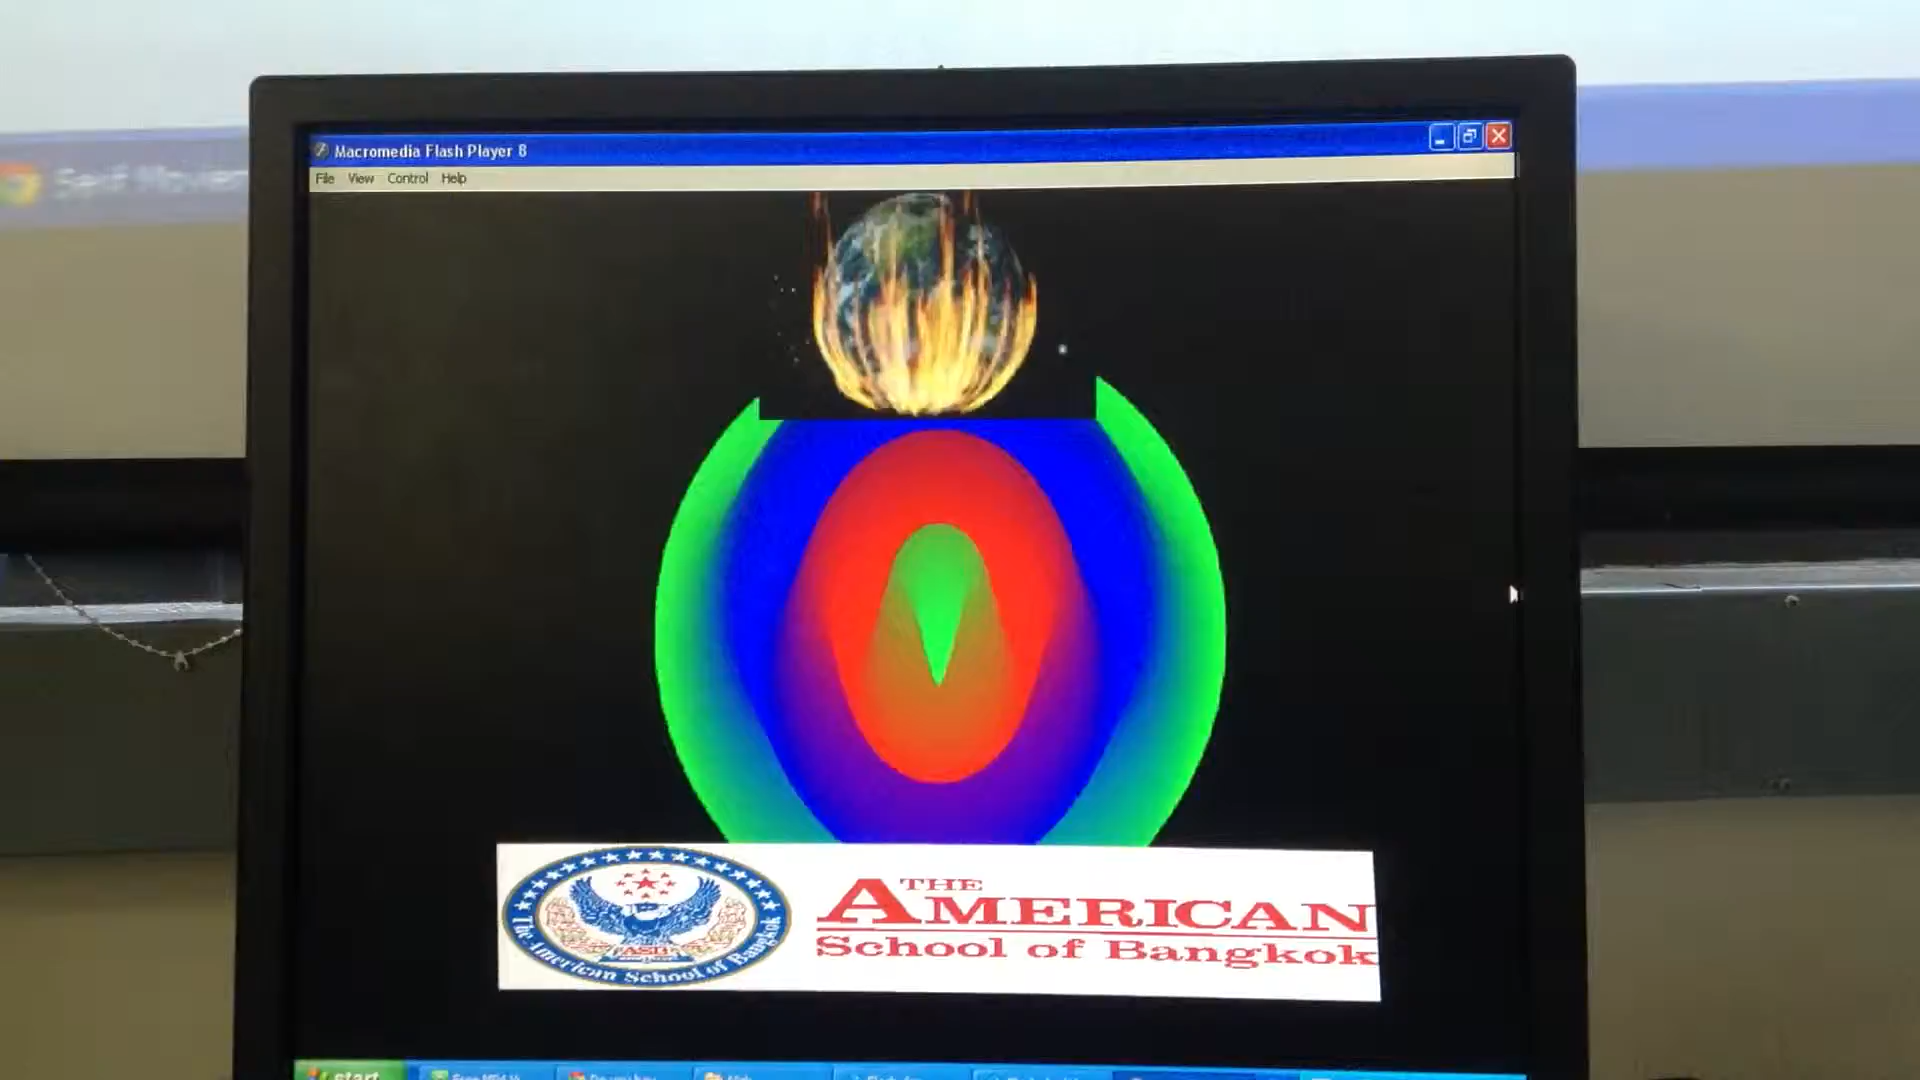 Macromedia Flash Player 8
File View Control Help
The American School of Bangkok
ASB
THE
AMERICAN
School of Bangkok
start